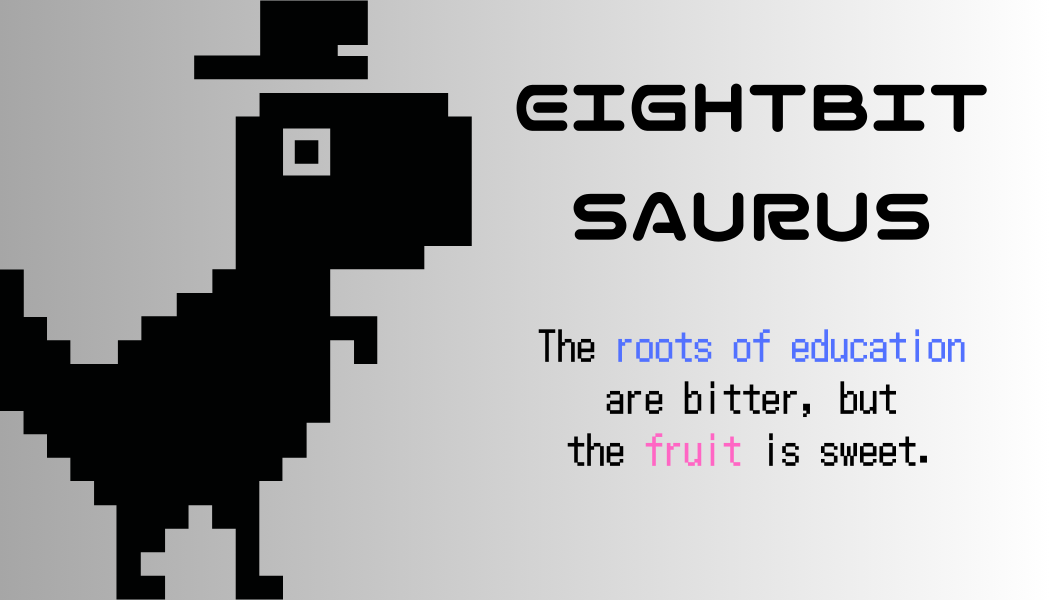 EIGHTBIT
SAURUS
The roots of education
are bitter, but
the fruit is sweet.